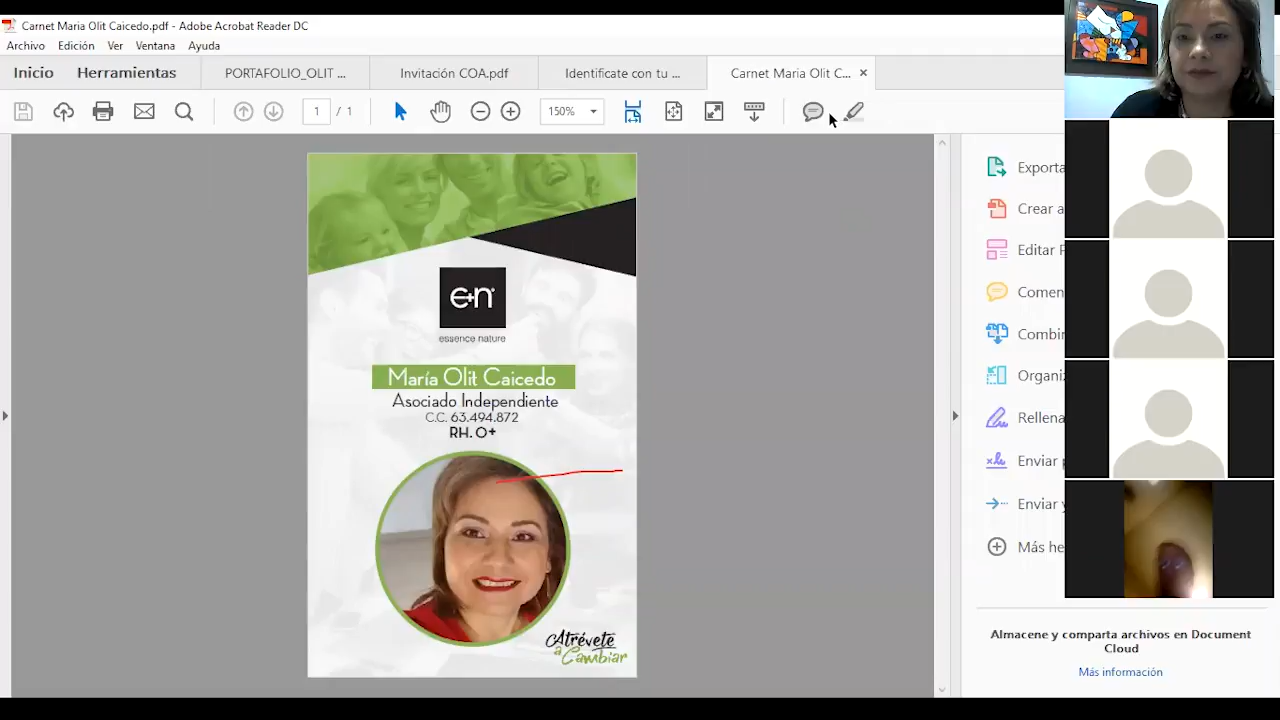 Carnet Maria Olit Caicedo.pdf - Adobe Acrobat Reader DC
Archivo Edición Ver Ventana Ayuda
Inicio Herramientas PORTAFOLIO_OLIT ... Invitación COA.pdf Identificate con tu ... Carnet Maria Olit C... ×
1 / 1 150%
e+n
essence nature
María Olit Caicedo
Asociado Independiente
C.C. 63.494.872
RH. O+
Atrévete
a Cambiar
Exporta
Crear a
Editar P
Comen
Combin
Organiz
Rellena
Enviar p
Enviar y
Más he
Almacene y comparta archivos en Document
Cloud
Más información